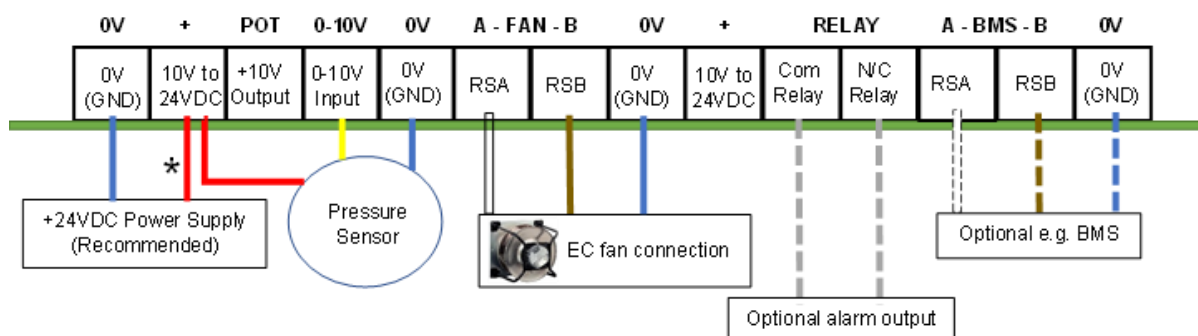 0V + POT 0-10V 0V A - FAN - B 0V + RELAY A - BMS - B 0V
0V (GND)
10V to 24VDC
+10V Output
0-10V Input
0V (GND)
RSA
RSB
0V (GND)
10V to 24VDC
Com Relay
N/C Relay
RSA
RSB
0V (GND)
*
+24VDC Power Supply
(Recommended)
Pressure
Sensor
EC fan connection
Optional e.g. BMS
Optional alarm output